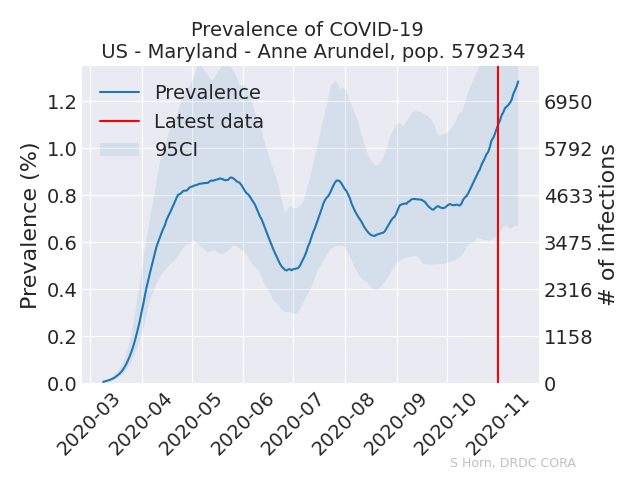 Prevalence of COVID-19
US - Maryland - Anne Arundel, pop. 579234
Prevalence
Latest data
95CI
Prevalence (%)
1.2
1.0
0.8
0.6
0.4
0.2
0.0
6950
5792
4633
3475
2316
1158
0
# of infections
2020-03
2020-04
2020-05
2020-06
2020-07
2020-08
2020-09
2020-10
2020-11
S Horn, DRDC CORA